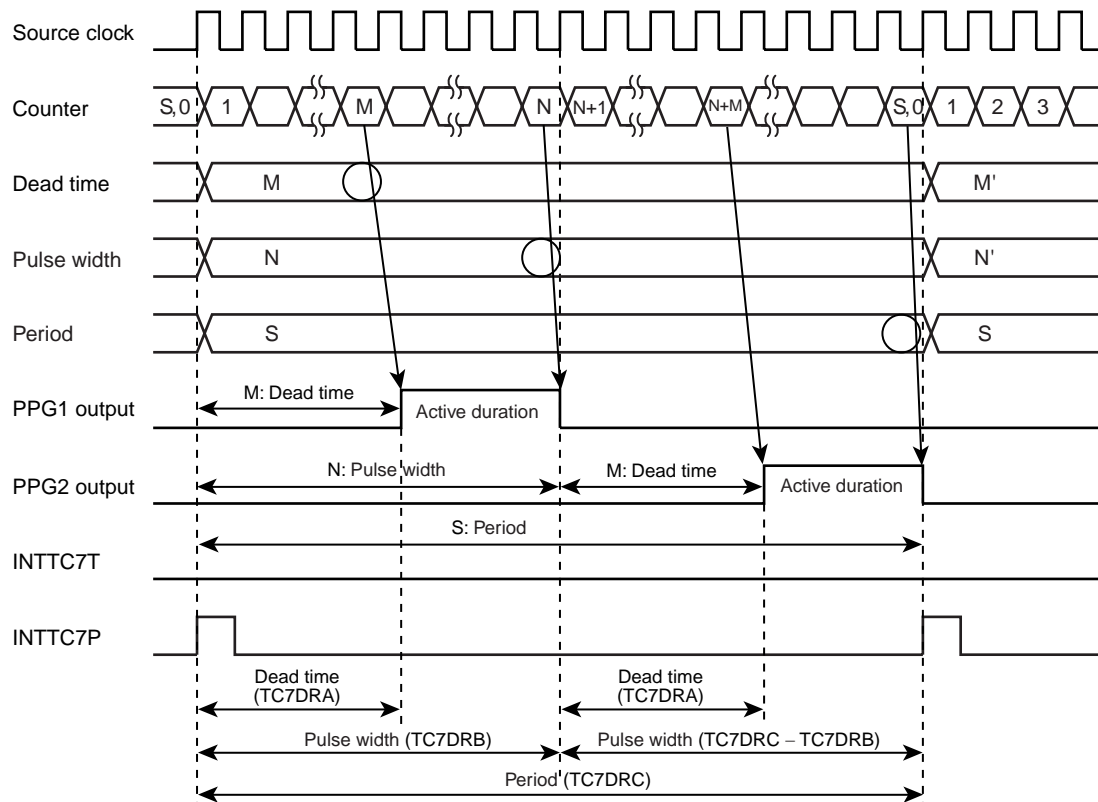 Source clock
Counter S,0 1 M N N+1 N+M S,0 1 2 3
Dead time M M'
Pulse width N N'
Period S S
M: Dead time
PPG1 output Active duration
N: Pulse width M: Dead time
PPG2 output Active duration
S: Period
INTTC7T
INTTC7P
Dead time Dead time
(TC7DRA) (TC7DRA)
Pulse width (TC7DRB) Pulse width (TC7DRC – TC7DRB)
Period (TC7DRC)